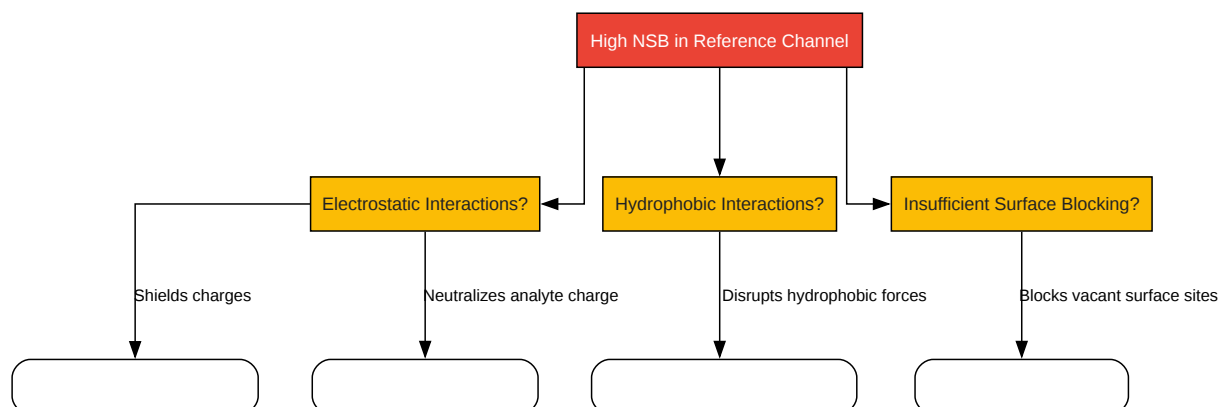 High NSB in Reference Channel
Electrostatic Interactions?
Hydrophobic Interactions?
Insufficient Surface Blocking?
Shields charges
Neutralizes analyte charge
Disrupts hydrophobic forces
Blocks vacant surface sites